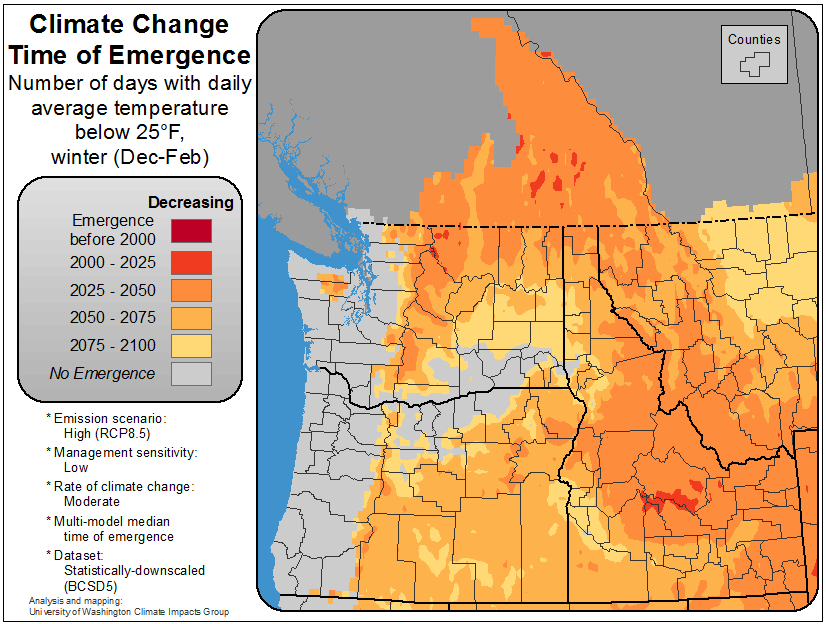 Climate Change
Time of Emergence
Number of days with daily
average temperature
below 25°F,
winter (Dec-Feb)
Decreasing
Emergence
before 2000
2000 - 2025
2025 - 2050
2050 - 2075
2075 - 2100
No Emergence
* Emission scenario:
High (RCP8.5)
* Management sensitivity:
Low
* Rate of climate change:
Moderate
* Multi-model median
time of emergence
* Dataset:
Statistically-downscaled
(BCSD5)
Analysis and mapping:
University of Washington Climate Impacts Group
Counties